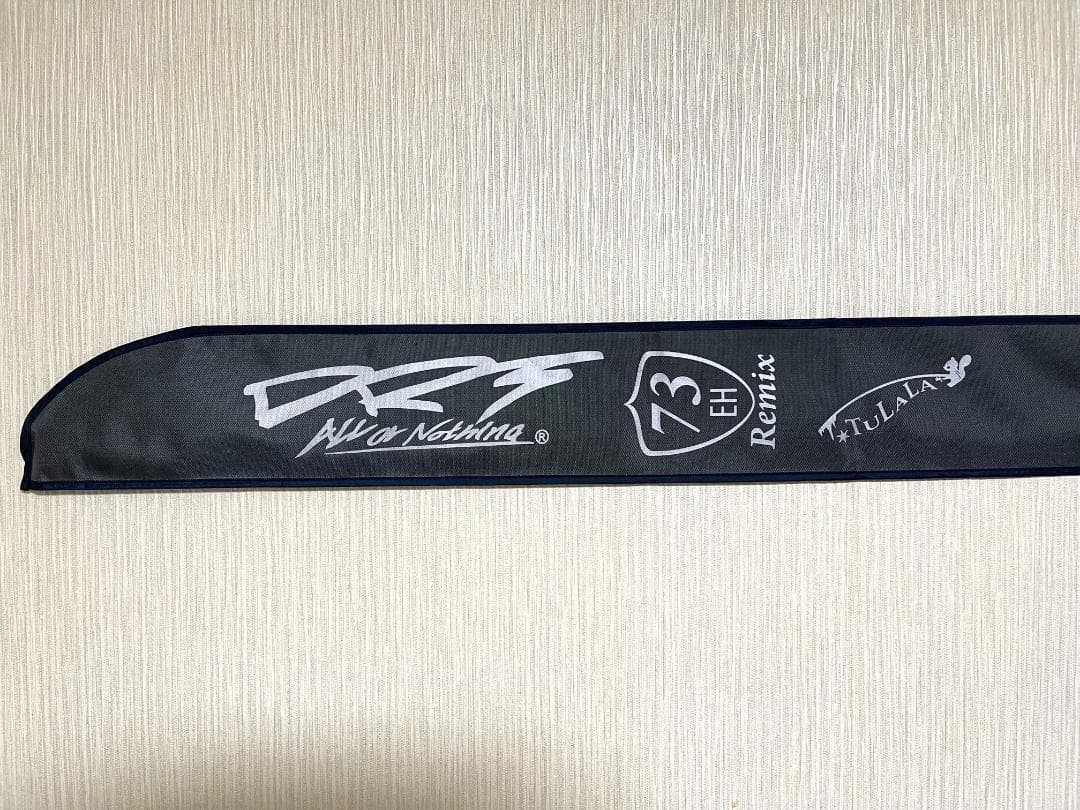 DRT
All or Nothing®
73
EH
Remix
TULALA